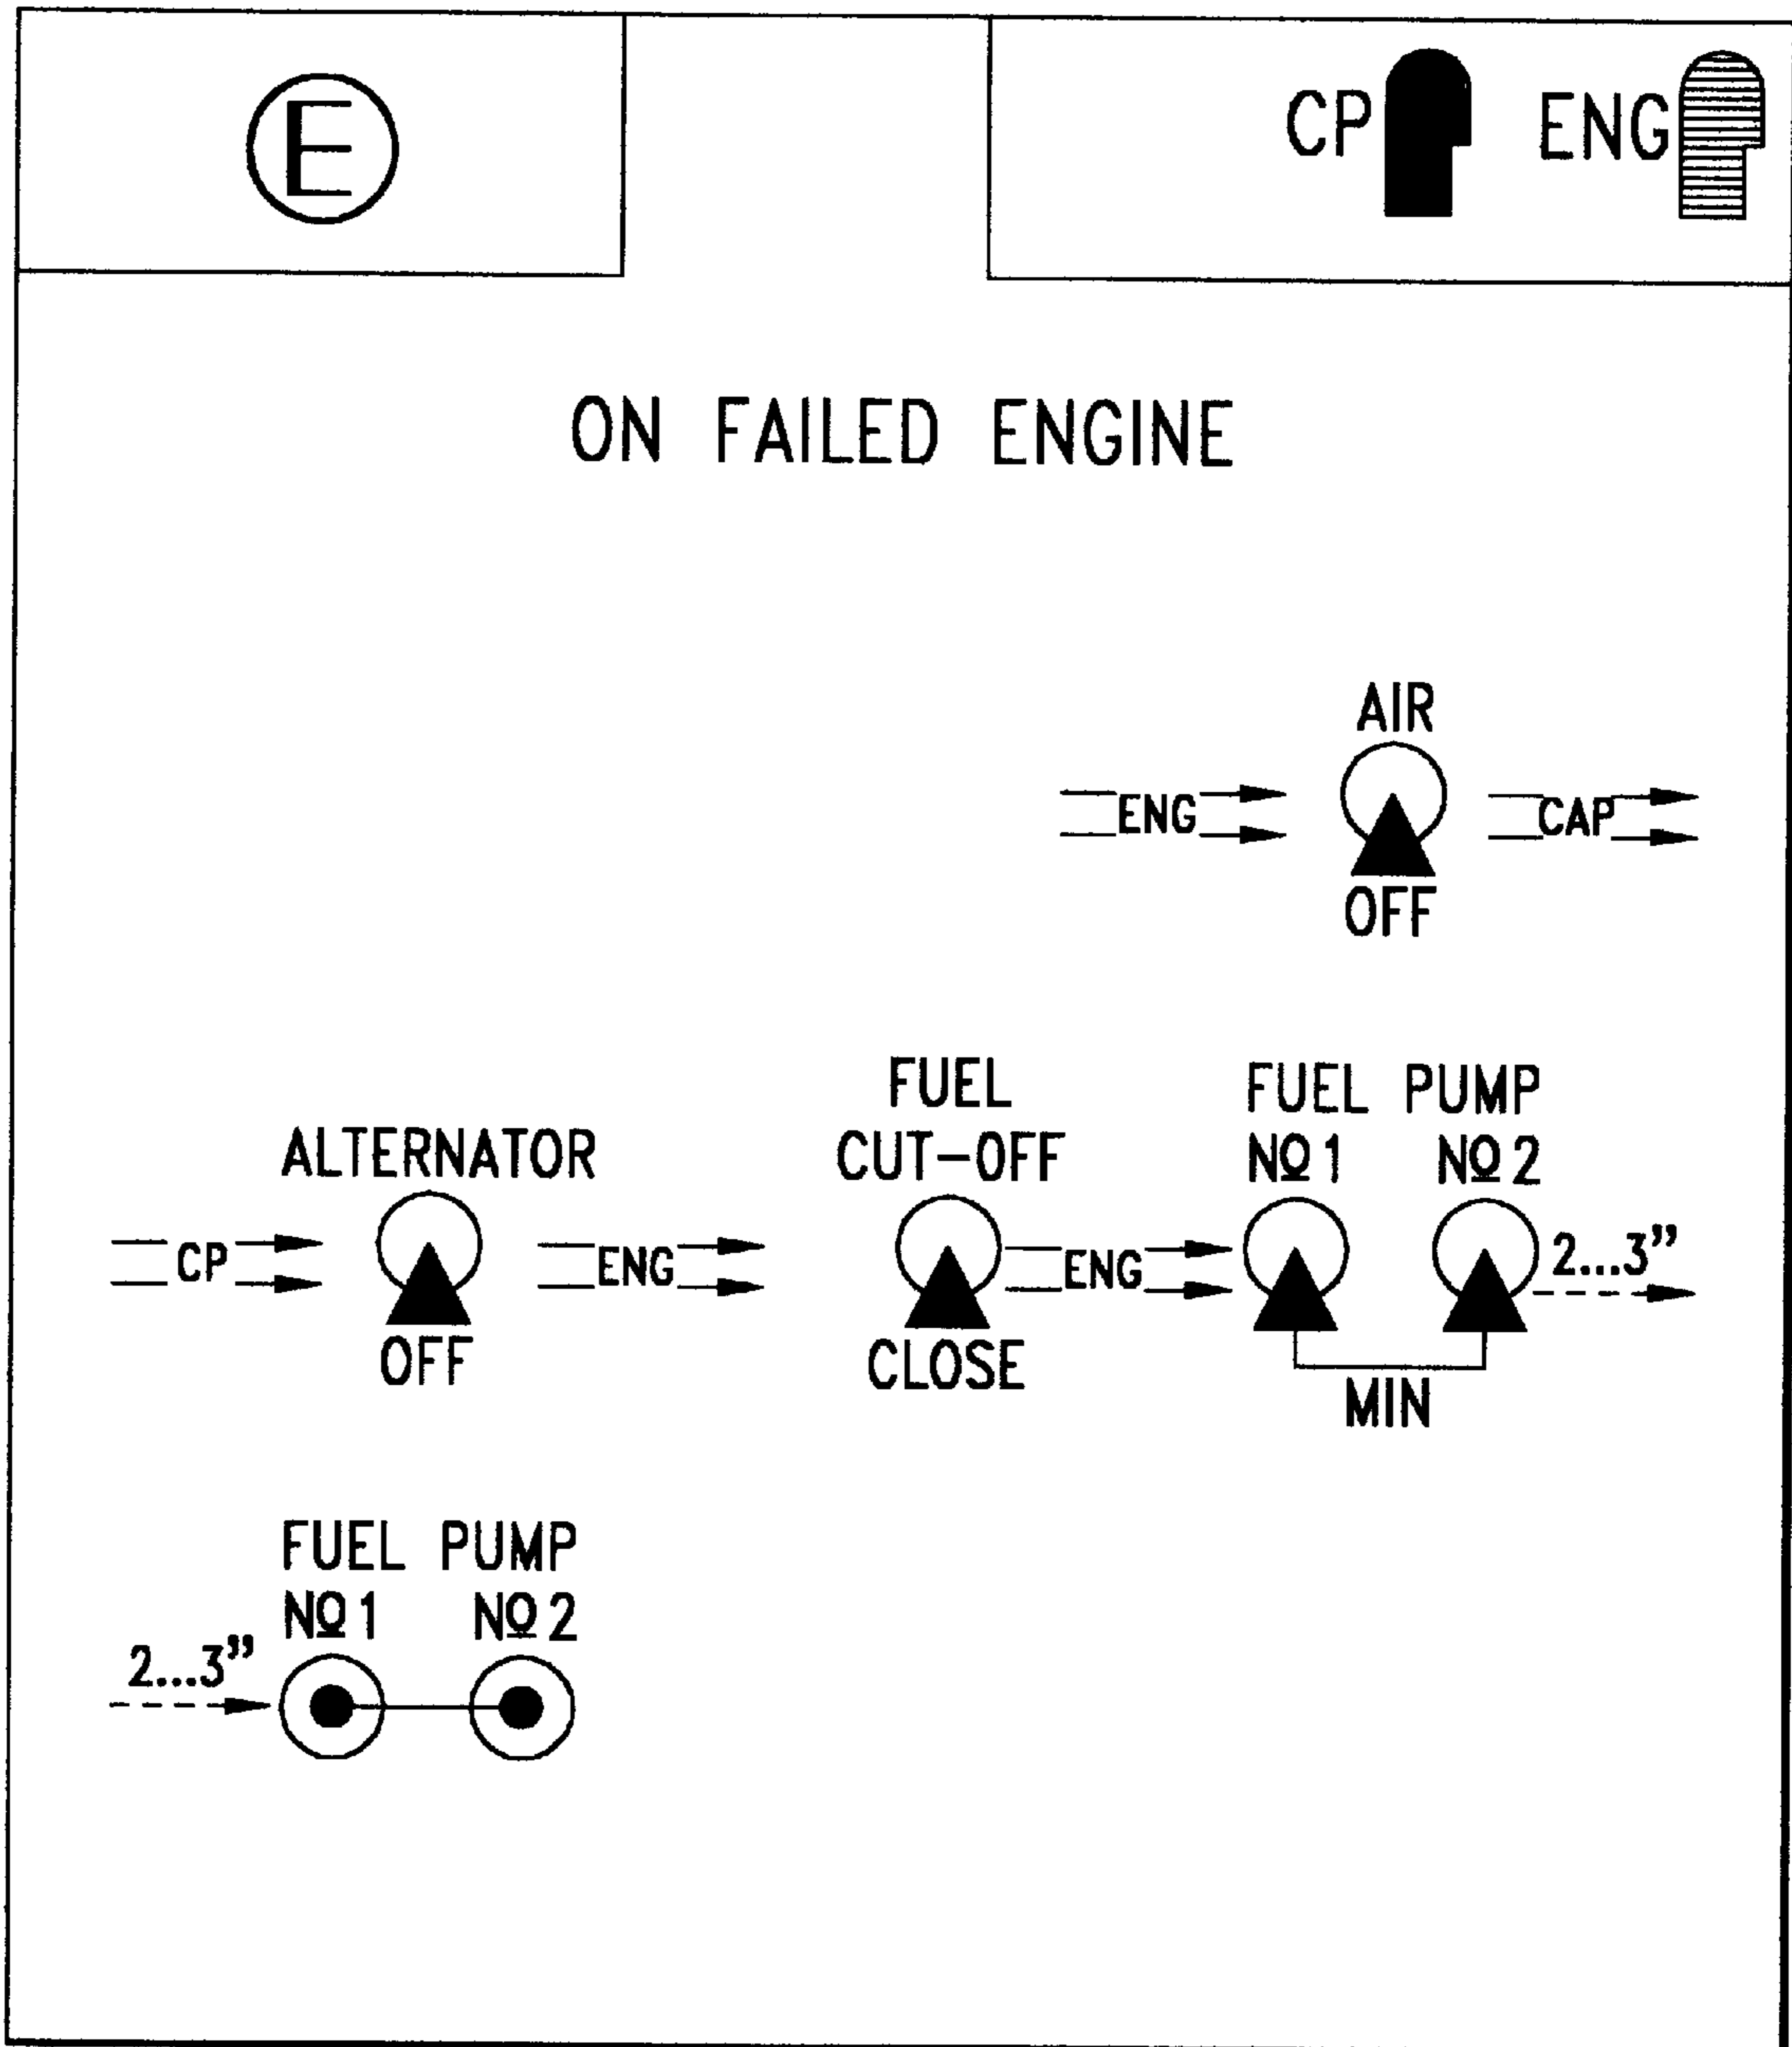 E
CP ENG
ON FAILED ENGINE
AIR
ENG CAP
OFF
FUEL FUEL PUMP
ALTERNATOR CUT-OFF № 1 № 2
CP ENG ENG 2...3”
OFF CLOSE MIN
FUEL PUMP
№ 1 № 2
2...3”